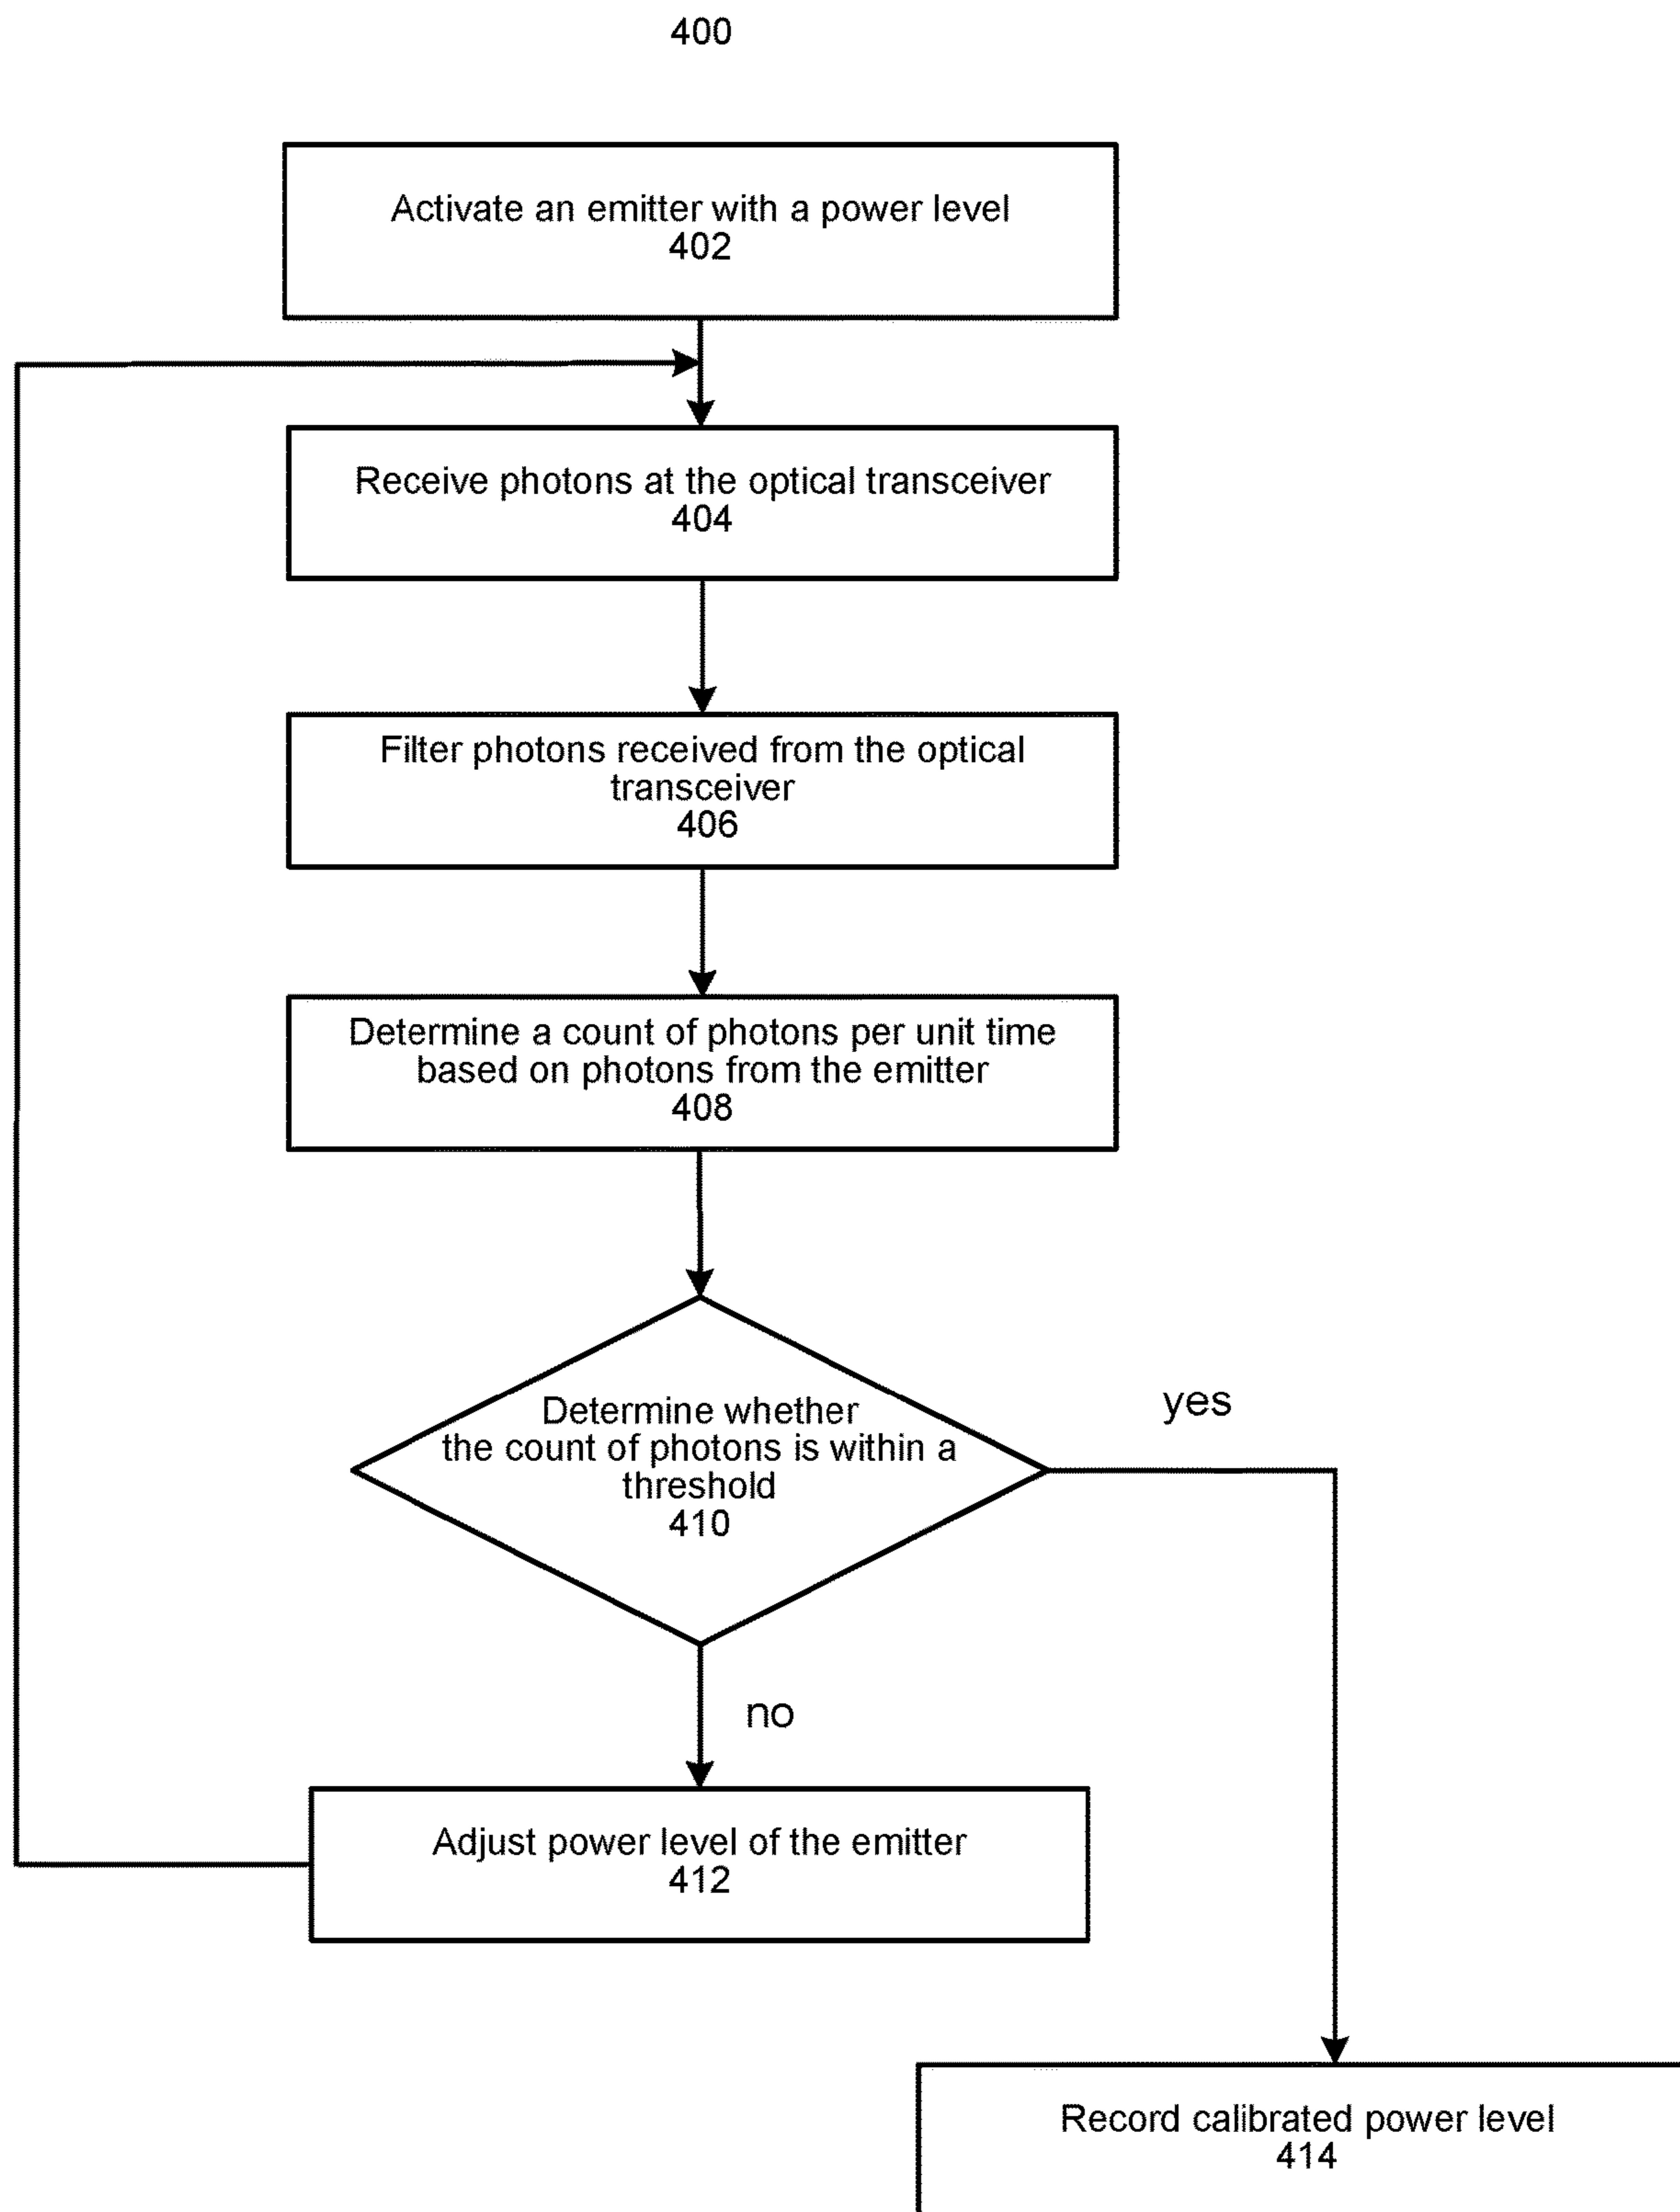 400
Activate an emitter with a power level
402
Receive photons at the optical transceiver
404
Filter photons received from the optical
transceiver
406
Determine a count of photons per unit time
based on photons from the emitter
408
Determine whether
the count of photons is within a
threshold
410
yes
no
Adjust power level of the emitter
412
Record calibrated power level
414